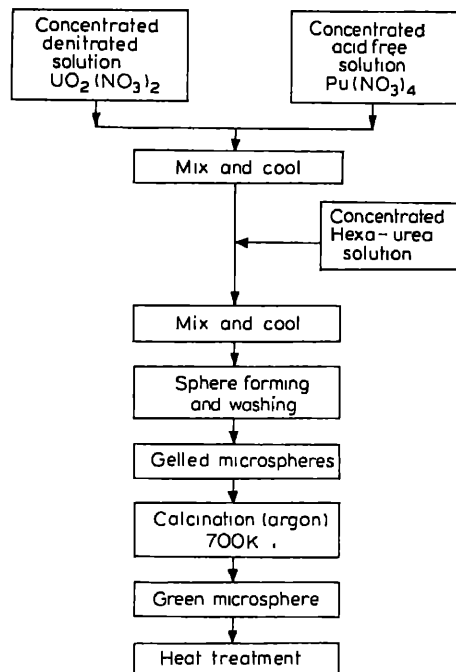 Concentrated
denitrated
solution
UO₂(NO₃)₂
Concentrated
acid free
solution
Pu(NO₃)₄
Mix and cool
Concentrated
Hexa-urea
solution
Mix and cool
Sphere forming
and washing
Gelled microspheres
Calcination (argon)
700K
Green microsphere
Heat treatment